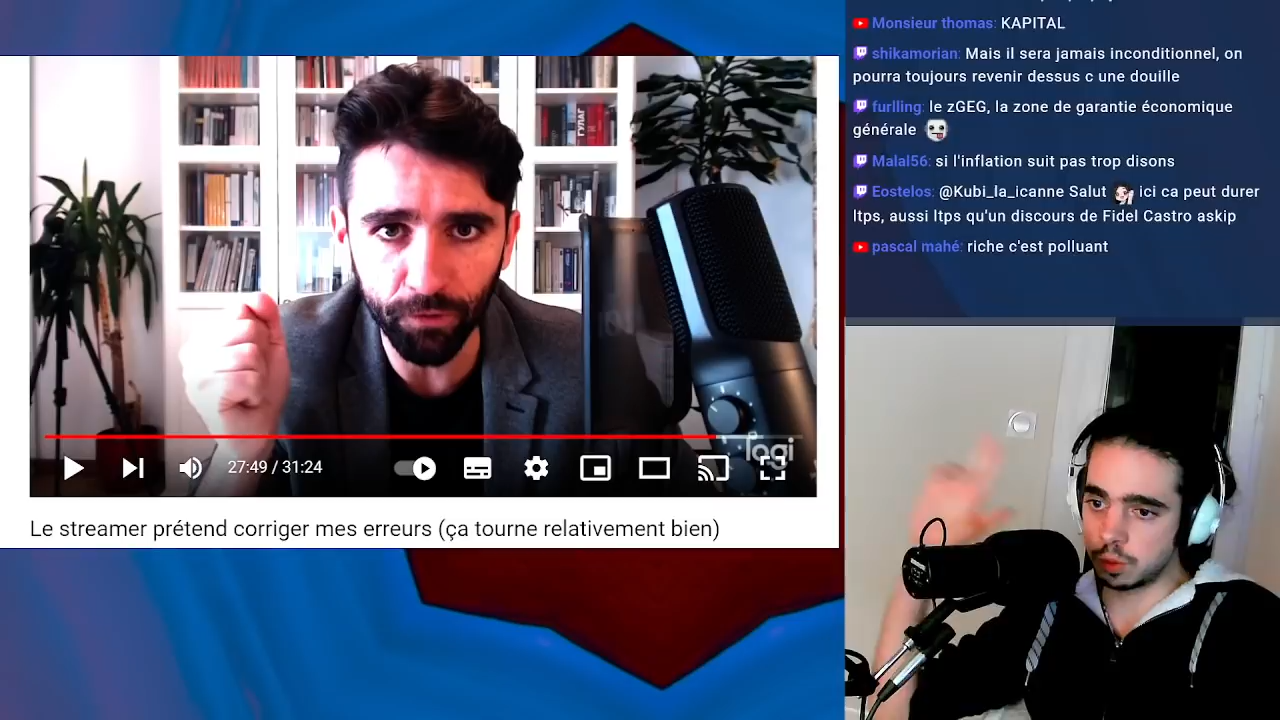 Monsieur thomas: KAPITAL
shikamorian: Mais il sera jamais inconditionnel, on
pourra toujours revenir dessus c une douille
furlling: le zGEG, la zone de garantie économique
générale
Malal56: si l'inflation suit pas trop disons
Eostelos: @Kubi_la_icanne Salut ici ca peut durer
ltps, aussi ltps qu'un discours de Fidel Castro askip
pascal mahé: riche c'est polluant
ГУЛАГ
logi
27:49 / 31:24
Le streamer prétend corriger mes erreurs (ça tourne relativement bien)